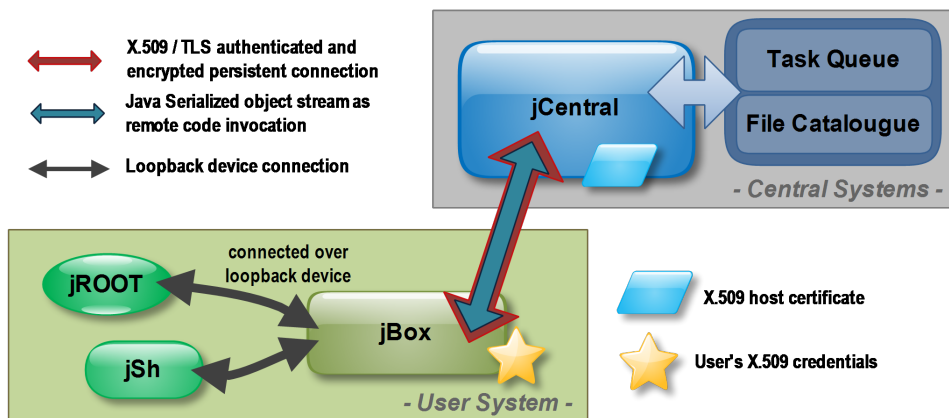 X.509 / TLS authenticated and
encrypted persistent connection
Java Serialized object stream as
remote code invocation
Loopback device connection
jCentral
Task Queue
File Catalougue
- Central Systems -
connected over
loopback device
jROOT
jSh
jBox
- User System -
X.509 host certificate
User's X.509 credentials